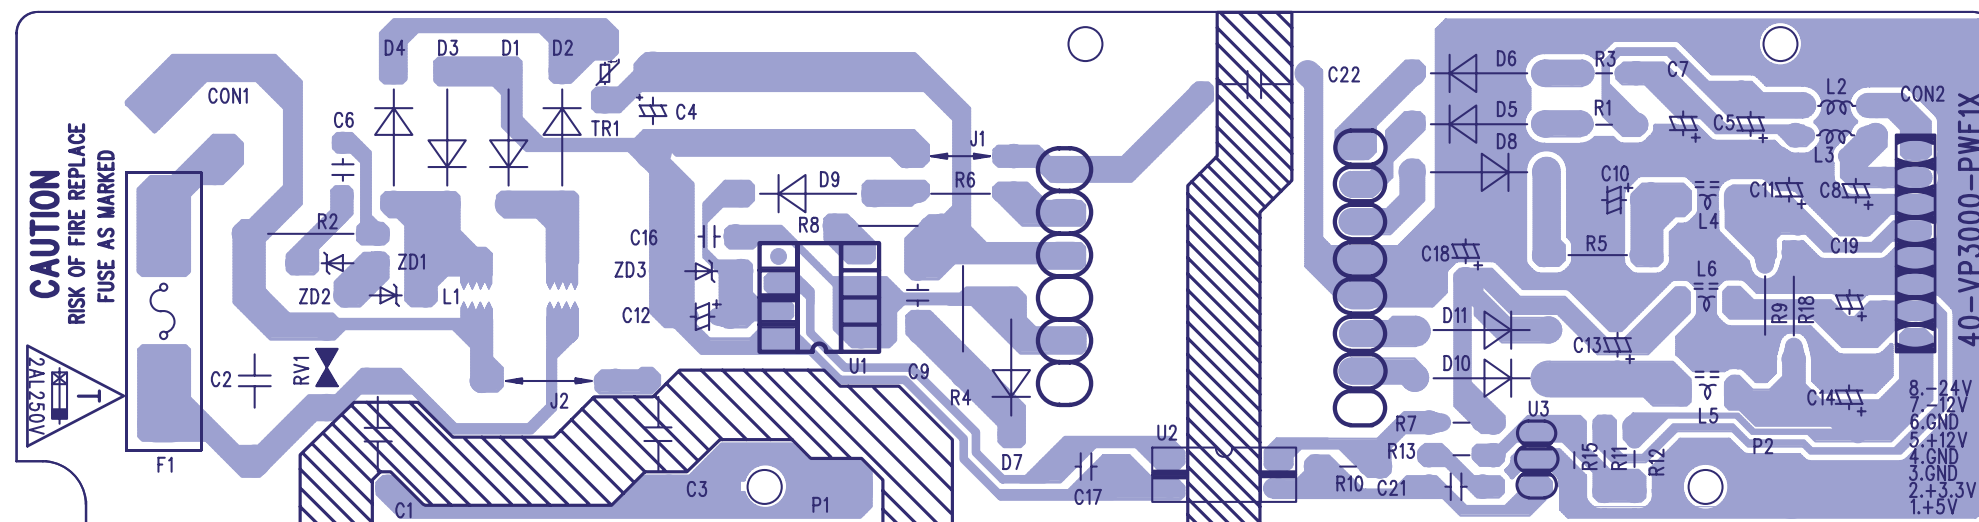 D4
D3
D1
D2
CON1
C6
TR1
C4
CAUTION
RISK OF FIRE REPLACE
FUSE AS MARKED
R2
ZD1
ZD2
L1
C2
RV1
2AL250V
T
F1
J2
C1
C3
P1
J1
D9
R6
R8
C16
ZD3
C12
U1
C9
R4
D7
C17
U2
C22
D6
D5
D8
R3
R1
C7
C5
L2
L3
CON2
C10
L4
C11
C8
C19
R5
C18
L6
R9
R18
D11
D10
C13
L5
C14
R7
R13
R10
C21
U3
R15
R11
R12
P2
40-VP3000-PWF1X
8.-24V
7.-12V
6.GND
5.+12V
4.GND
3.GND
2.+3.3V
1.+5V